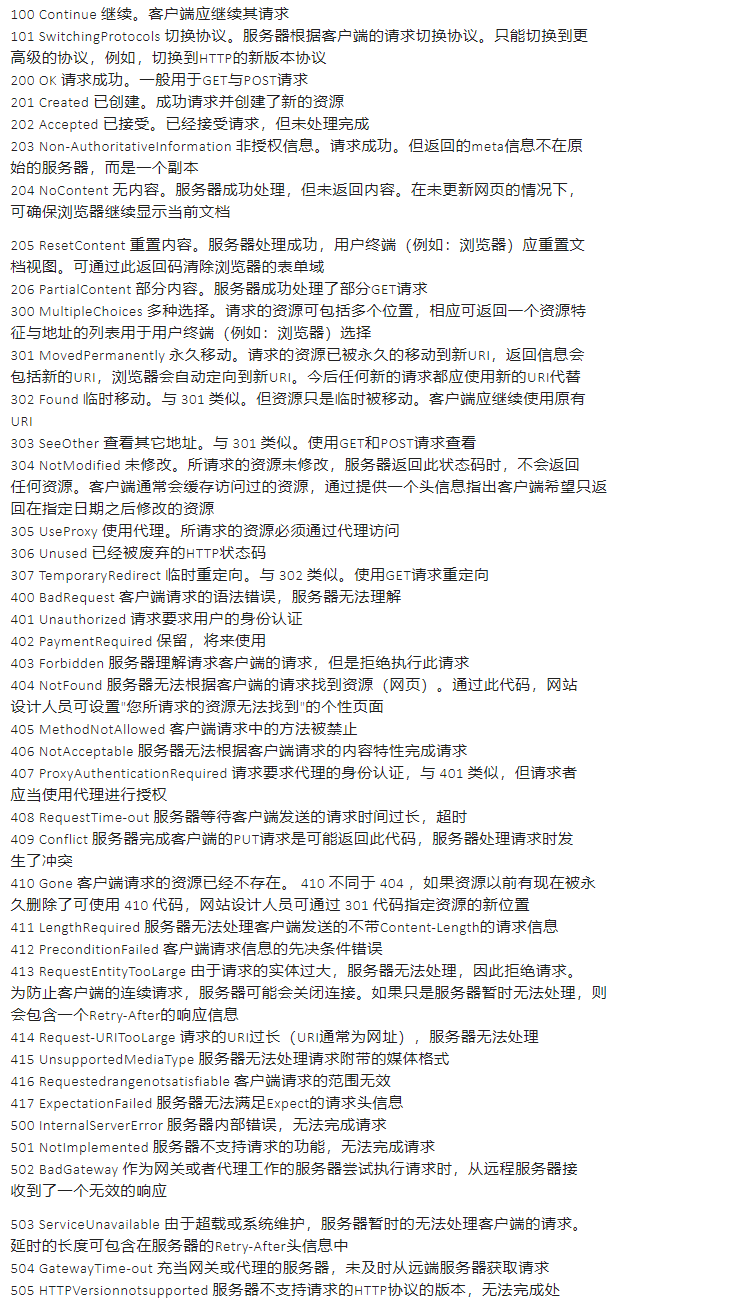 100 Continue 继续。客户端应继续其请求
101 SwitchingProtocols 切换协议。服务器根据客户端的请求切换协议。只能切换到更
高级的协议，例如，切换到HTTP的新版本协议
200 OK 请求成功。一般用于GET与POST请求
201 Created 已创建。成功请求并创建了新的资源
202 Accepted 已接受。已经接受请求，但未处理完成
203 Non-AuthoritativeInformation 非授权信息。请求成功。但返回的meta信息不在原
始的服务器，而是一个副本
204 NoContent 无内容。服务器成功处理，但未返回内容。在未更新网页的情况下，
可确保浏览器继续显示当前文档
205 ResetContent 重置内容。服务器处理成功，用户终端（例如：浏览器）应重置文
档视图。可通过此返回码清除浏览器的表单域
206 PartialContent 部分内容。服务器成功处理了部分GET请求
300 MultipleChoices 多种选择。请求的资源可包括多个位置，相应可返回一个资源特
征与地址的列表用于用户终端（例如：浏览器）选择
301 MovedPermanently 永久移动。请求的资源已被永久的移动到新URI，返回信息会
包括新的URI，浏览器会自动定向到新URI。今后任何新的请求都应使用新的URI代替
302 Found 临时移动。与 301 类似。但资源只是临时被移动。客户端应继续使用原有
URI
303 SeeOther 查看其它地址。与 301 类似。使用GET和POST请求查看
304 NotModified 未修改。所请求的资源未修改，服务器返回此状态码时，不会返回
任何资源。客户端通常会缓存访问过的资源，通过提供一个头信息指出客户端希望只返
回在指定日期之后修改的资源
305 UseProxy 使用代理。所请求的资源必须通过代理访问
306 Unused 已经被废弃的HTTP状态码
307 TemporaryRedirect 临时重定向。与 302 类似。使用GET请求重定向
400 BadRequest 客户端请求的语法错误，服务器无法理解
401 Unauthorized 请求要求用户的身份认证
402 PaymentRequired 保留，将来使用
403 Forbidden 服务器理解请求客户端的请求，但是拒绝执行此请求
404 NotFound 服务器无法根据客户端的请求找到资源（网页）。通过此代码，网站
设计人员可设置"您所请求的资源无法找到"的个性页面
405 MethodNotAllowed 客户端请求中的方法被禁止
406 NotAcceptable 服务器无法根据客户端请求的内容特性完成请求
407 ProxyAuthenticationRequired 请求要求代理的身份认证，与 401 类似，但请求者
应当使用代理进行授权
408 RequestTime-out 服务器等待客户端发送的请求时间过长，超时
409 Conflict 服务器完成客户端的PUT请求是可能返回此代码，服务器处理请求时发
生了冲突
410 Gone 客户端请求的资源已经不存在。 410 不同于 404 ，如果资源以前有现在被永
久删除了可使用 410 代码，网站设计人员可通过 301 代码指定资源的新位置
411 LengthRequired 服务器无法处理客户端发送的不带Content-Length的请求信息
412 PreconditionFailed 客户端请求信息的先决条件错误
413 RequestEntityTooLarge 由于请求的实体过大，服务器无法处理，因此拒绝请求。
为防止客户端的连续请求，服务器可能会关闭连接。如果只是服务器暂时无法处理，则
会包含一个Retry-After的响应信息
414 Request-URITooLarge 请求的URI过长（URI通常为网址），服务器无法处理
415 UnsupportedMediaType 服务器无法处理请求附带的媒体格式
416 Requestedrangenotsatisfiable 客户端请求的范围无效
417 ExpectationFailed 服务器无法满足Expect的请求头信息
500 InternalServerError 服务器内部错误，无法完成请求
501 NotImplemented 服务器不支持请求的功能，无法完成请求
502 BadGateway 作为网关或者代理工作的服务器尝试执行请求时，从远程服务器接
收到了一个无效的响应
503 ServiceUnavailable 由于超载或系统维护，服务器暂时的无法处理客户端的请求。
延时的长度可包含在服务器的Retry-After头信息中
504 GatewayTime-out 充当网关或代理的服务器，未及时从远端服务器获取请求
505 HTTPVersionnotsupported 服务器不支持请求的HTTP协议的版本，无法完成处